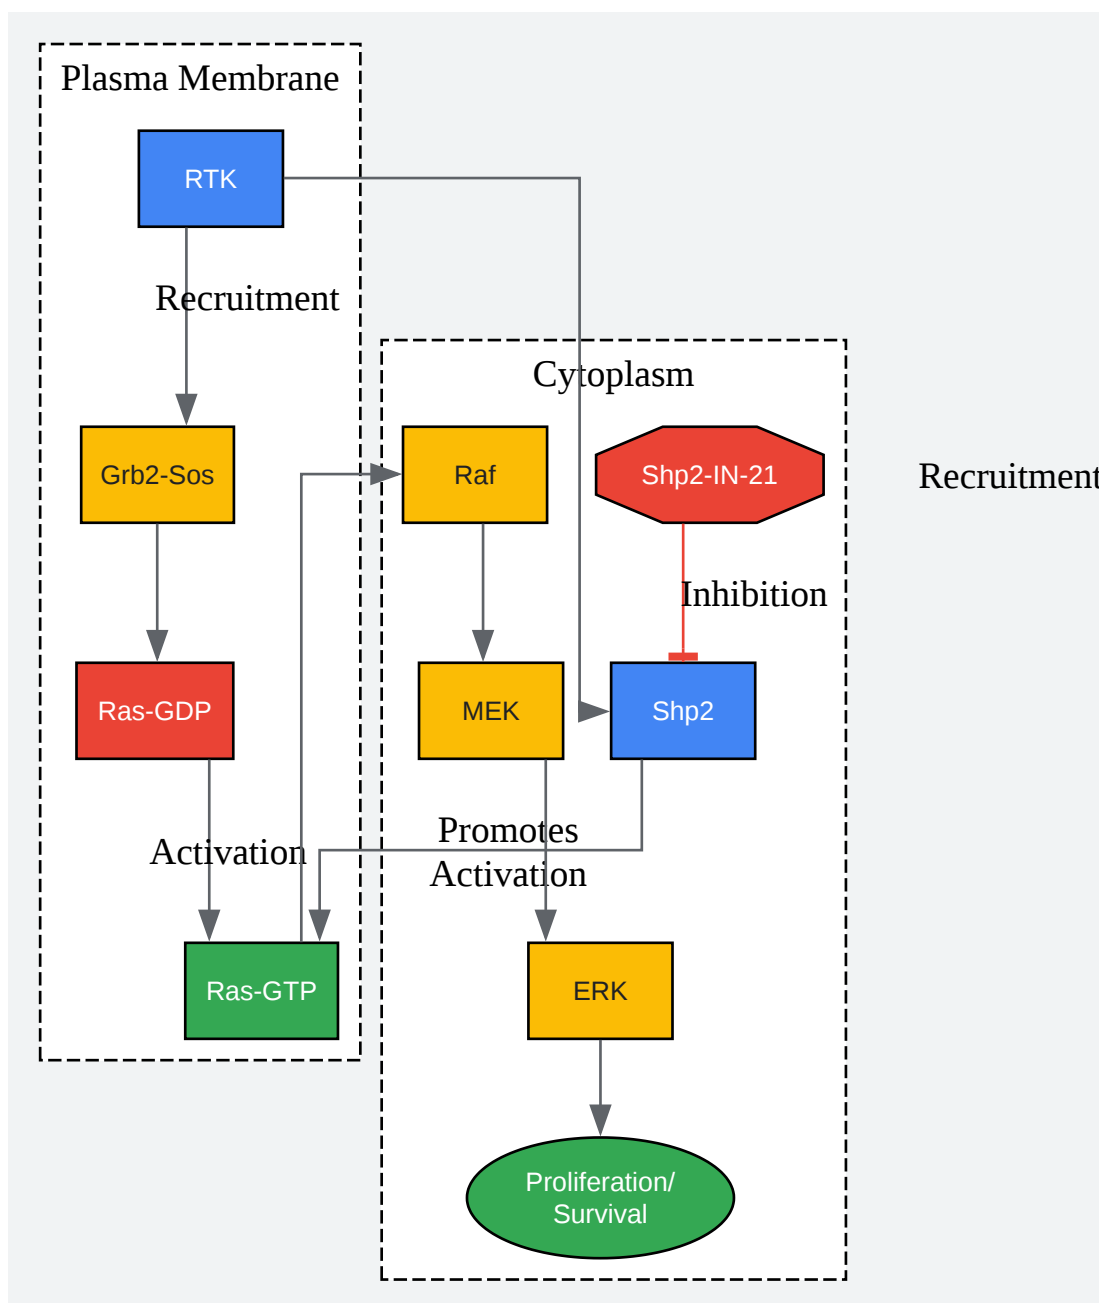 Plasma Membrane
RTK
Recruitment
Cytoplasm
Grb2-Sos
Raf
Shp2-IN-21
Recruitment
Inhibition
Ras-GDP
MEK
Shp2
Activation
Promotes
Activation
Ras-GTP
ERK
Proliferation/
Survival